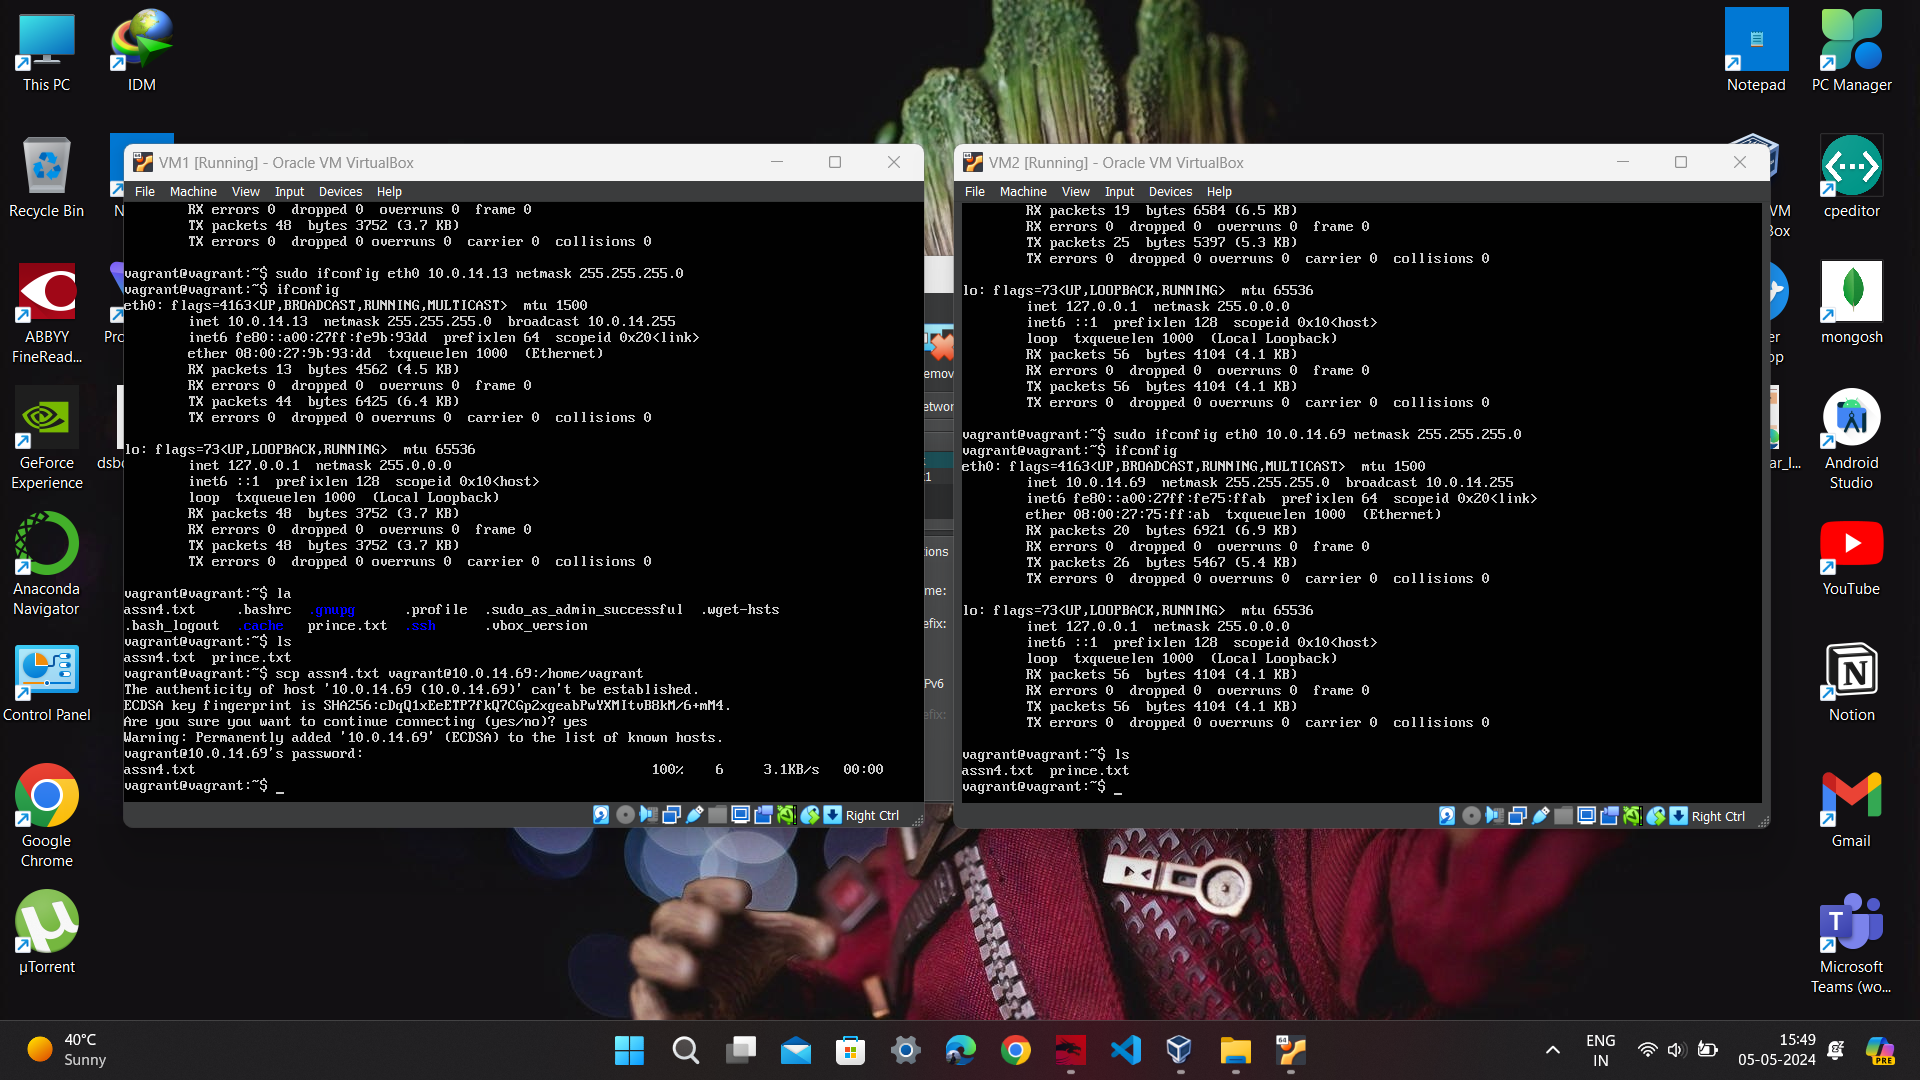 This PC
IDM
Notepad
PC Manager
Recycle Bin
cpeditor
ABBYY
FineRead...
mongosh
GeForce
Experience
Android
Studio
Anaconda
Navigator
YouTube
Control Panel
Notion
Google
Chrome
Gmail
µTorrent
Microsoft
Teams (wo...
VM1 [Running] - Oracle VM VirtualBox
File Machine View Input Devices Help
RX errors 0 dropped 0 overruns 0 frame 0
TX packets 48 bytes 3752 (3.7 KB)
TX errors 0 dropped 0 overruns 0 carrier 0 collisions 0
vagrant@vagrant:~$ sudo ifconfig eth0 10.0.14.13 netmask 255.255.255.0
vagrant@vagrant:~$ ifconfig
eth0: flags=4163<UP,BROADCAST,RUNNING,MULTICAST> mtu 1500
inet 10.0.14.13 netmask 255.255.255.0 broadcast 10.0.14.255
inet6 fe80::a00:27ff:fe9b:93dd prefixlen 64 scopeid 0x20<link>
ether 08:00:27:9b:93:dd txqueuelen 1000 (Ethernet)
RX packets 13 bytes 4562 (4.5 KB)
RX errors 0 dropped 0 overruns 0 frame 0
TX packets 44 bytes 6425 (6.4 KB)
TX errors 0 dropped 0 overruns 0 carrier 0 collisions 0
lo: flags=73<UP,LOOPBACK,RUNNING> mtu 65536
inet 127.0.0.1 netmask 255.0.0.0
inet6 ::1 prefixlen 128 scopeid 0x10<host>
loop txqueuelen 1000 (Local Loopback)
RX packets 48 bytes 3752 (3.7 KB)
RX errors 0 dropped 0 overruns 0 frame 0
TX packets 48 bytes 3752 (3.7 KB)
TX errors 0 dropped 0 overruns 0 carrier 0 collisions 0
vagrant@vagrant:~$ la
assn4.txt .bashrc .gnupg .profile .sudo_as_admin_successful .wget-hsts
.bash_logout .cache prince.txt .ssh .vbox_version
vagrant@vagrant:~$ ls
assn4.txt prince.txt
vagrant@vagrant:~$ scp assn4.txt vagrant@10.0.14.69:/home/vagrant
The authenticity of host '10.0.14.69 (10.0.14.69)' can't be established.
ECDSA key fingerprint is SHA256:cDqQ1xEeETP7fkQ7CGp2xgeabPwYXMItvB8kM/6+mM4.
Are you sure you want to continue connecting (yes/no)? yes
Warning: Permanently added '10.0.14.69' (ECDSA) to the list of known hosts.
vagrant@10.0.14.69's password:
assn4.txt 100% 6 3.1KB/s 00:00
vagrant@vagrant:~$ _
Right Ctrl
VM2 [Running] - Oracle VM VirtualBox
File Machine View Input Devices Help
RX packets 19 bytes 6584 (6.5 KB)
RX errors 0 dropped 0 overruns 0 frame 0
TX packets 25 bytes 5397 (5.3 KB)
TX errors 0 dropped 0 overruns 0 carrier 0 collisions 0
lo: flags=73<UP,LOOPBACK,RUNNING> mtu 65536
inet 127.0.0.1 netmask 255.0.0.0
inet6 ::1 prefixlen 128 scopeid 0x10<host>
loop txqueuelen 1000 (Local Loopback)
RX packets 56 bytes 4104 (4.1 KB)
RX errors 0 dropped 0 overruns 0 frame 0
TX packets 56 bytes 4104 (4.1 KB)
TX errors 0 dropped 0 overruns 0 carrier 0 collisions 0
vagrant@vagrant:~$ sudo ifconfig eth0 10.0.14.69 netmask 255.255.255.0
vagrant@vagrant:~$ ifconfig
eth0: flags=4163<UP,BROADCAST,RUNNING,MULTICAST> mtu 1500
inet 10.0.14.69 netmask 255.255.255.0 broadcast 10.0.14.255
inet6 fe80::a00:27ff:fe75:ffab prefixlen 64 scopeid 0x20<link>
ether 08:00:27:75:ff:ab txqueuelen 1000 (Ethernet)
RX packets 20 bytes 6921 (6.9 KB)
RX errors 0 dropped 0 overruns 0 frame 0
TX packets 26 bytes 5467 (5.4 KB)
TX errors 0 dropped 0 overruns 0 carrier 0 collisions 0
lo: flags=73<UP,LOOPBACK,RUNNING> mtu 65536
inet 127.0.0.1 netmask 255.0.0.0
inet6 ::1 prefixlen 128 scopeid 0x10<host>
loop txqueuelen 1000 (Local Loopback)
RX packets 56 bytes 4104 (4.1 KB)
RX errors 0 dropped 0 overruns 0 frame 0
TX packets 56 bytes 4104 (4.1 KB)
TX errors 0 dropped 0 overruns 0 carrier 0 collisions 0
vagrant@vagrant:~$ ls
assn4.txt prince.txt
vagrant@vagrant:~$ _
Right Ctrl
40°C
Sunny
ENG
IN
15:49
05-05-2024
PRE